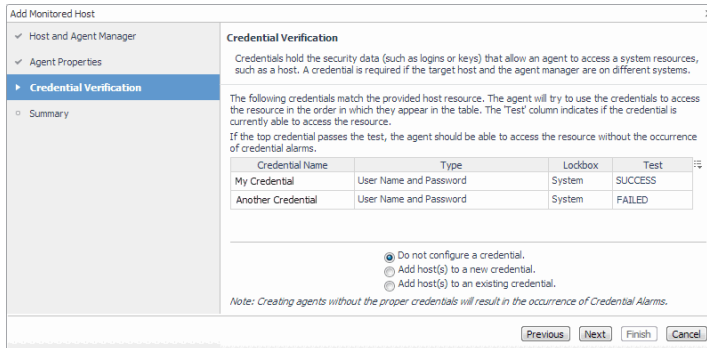 Add Monitored Host
Host and Agent Manager
Agent Properties
Credential Verification
Summary
Credential Verification
Credentials hold the security data (such as logins or keys) that allow an agent to access a system resources,
such as a host. A credential is required if the target host and the agent manager are on different systems.
The following credentials match the provided host resource. The agent will try to use the credentials to access
the resource in the order in which they appear in the table. The 'Test' column indicates if the credential is
currently able to access the resource.
If the top credential passes the test, the agent should be able to access the resource without the occurrence
of credential alarms.
Credential Name Type Lockbox Test
My Credential User Name and Password System SUCCESS
Another Credential User Name and Password System FAILED
Do not configure a credential.
Add host(s) to a new credential.
Add host(s) to an existing credential.
Note: Creating agents without the proper credentials will result in the occurrence of Credential Alarms.
Previous Next Finish Cancel